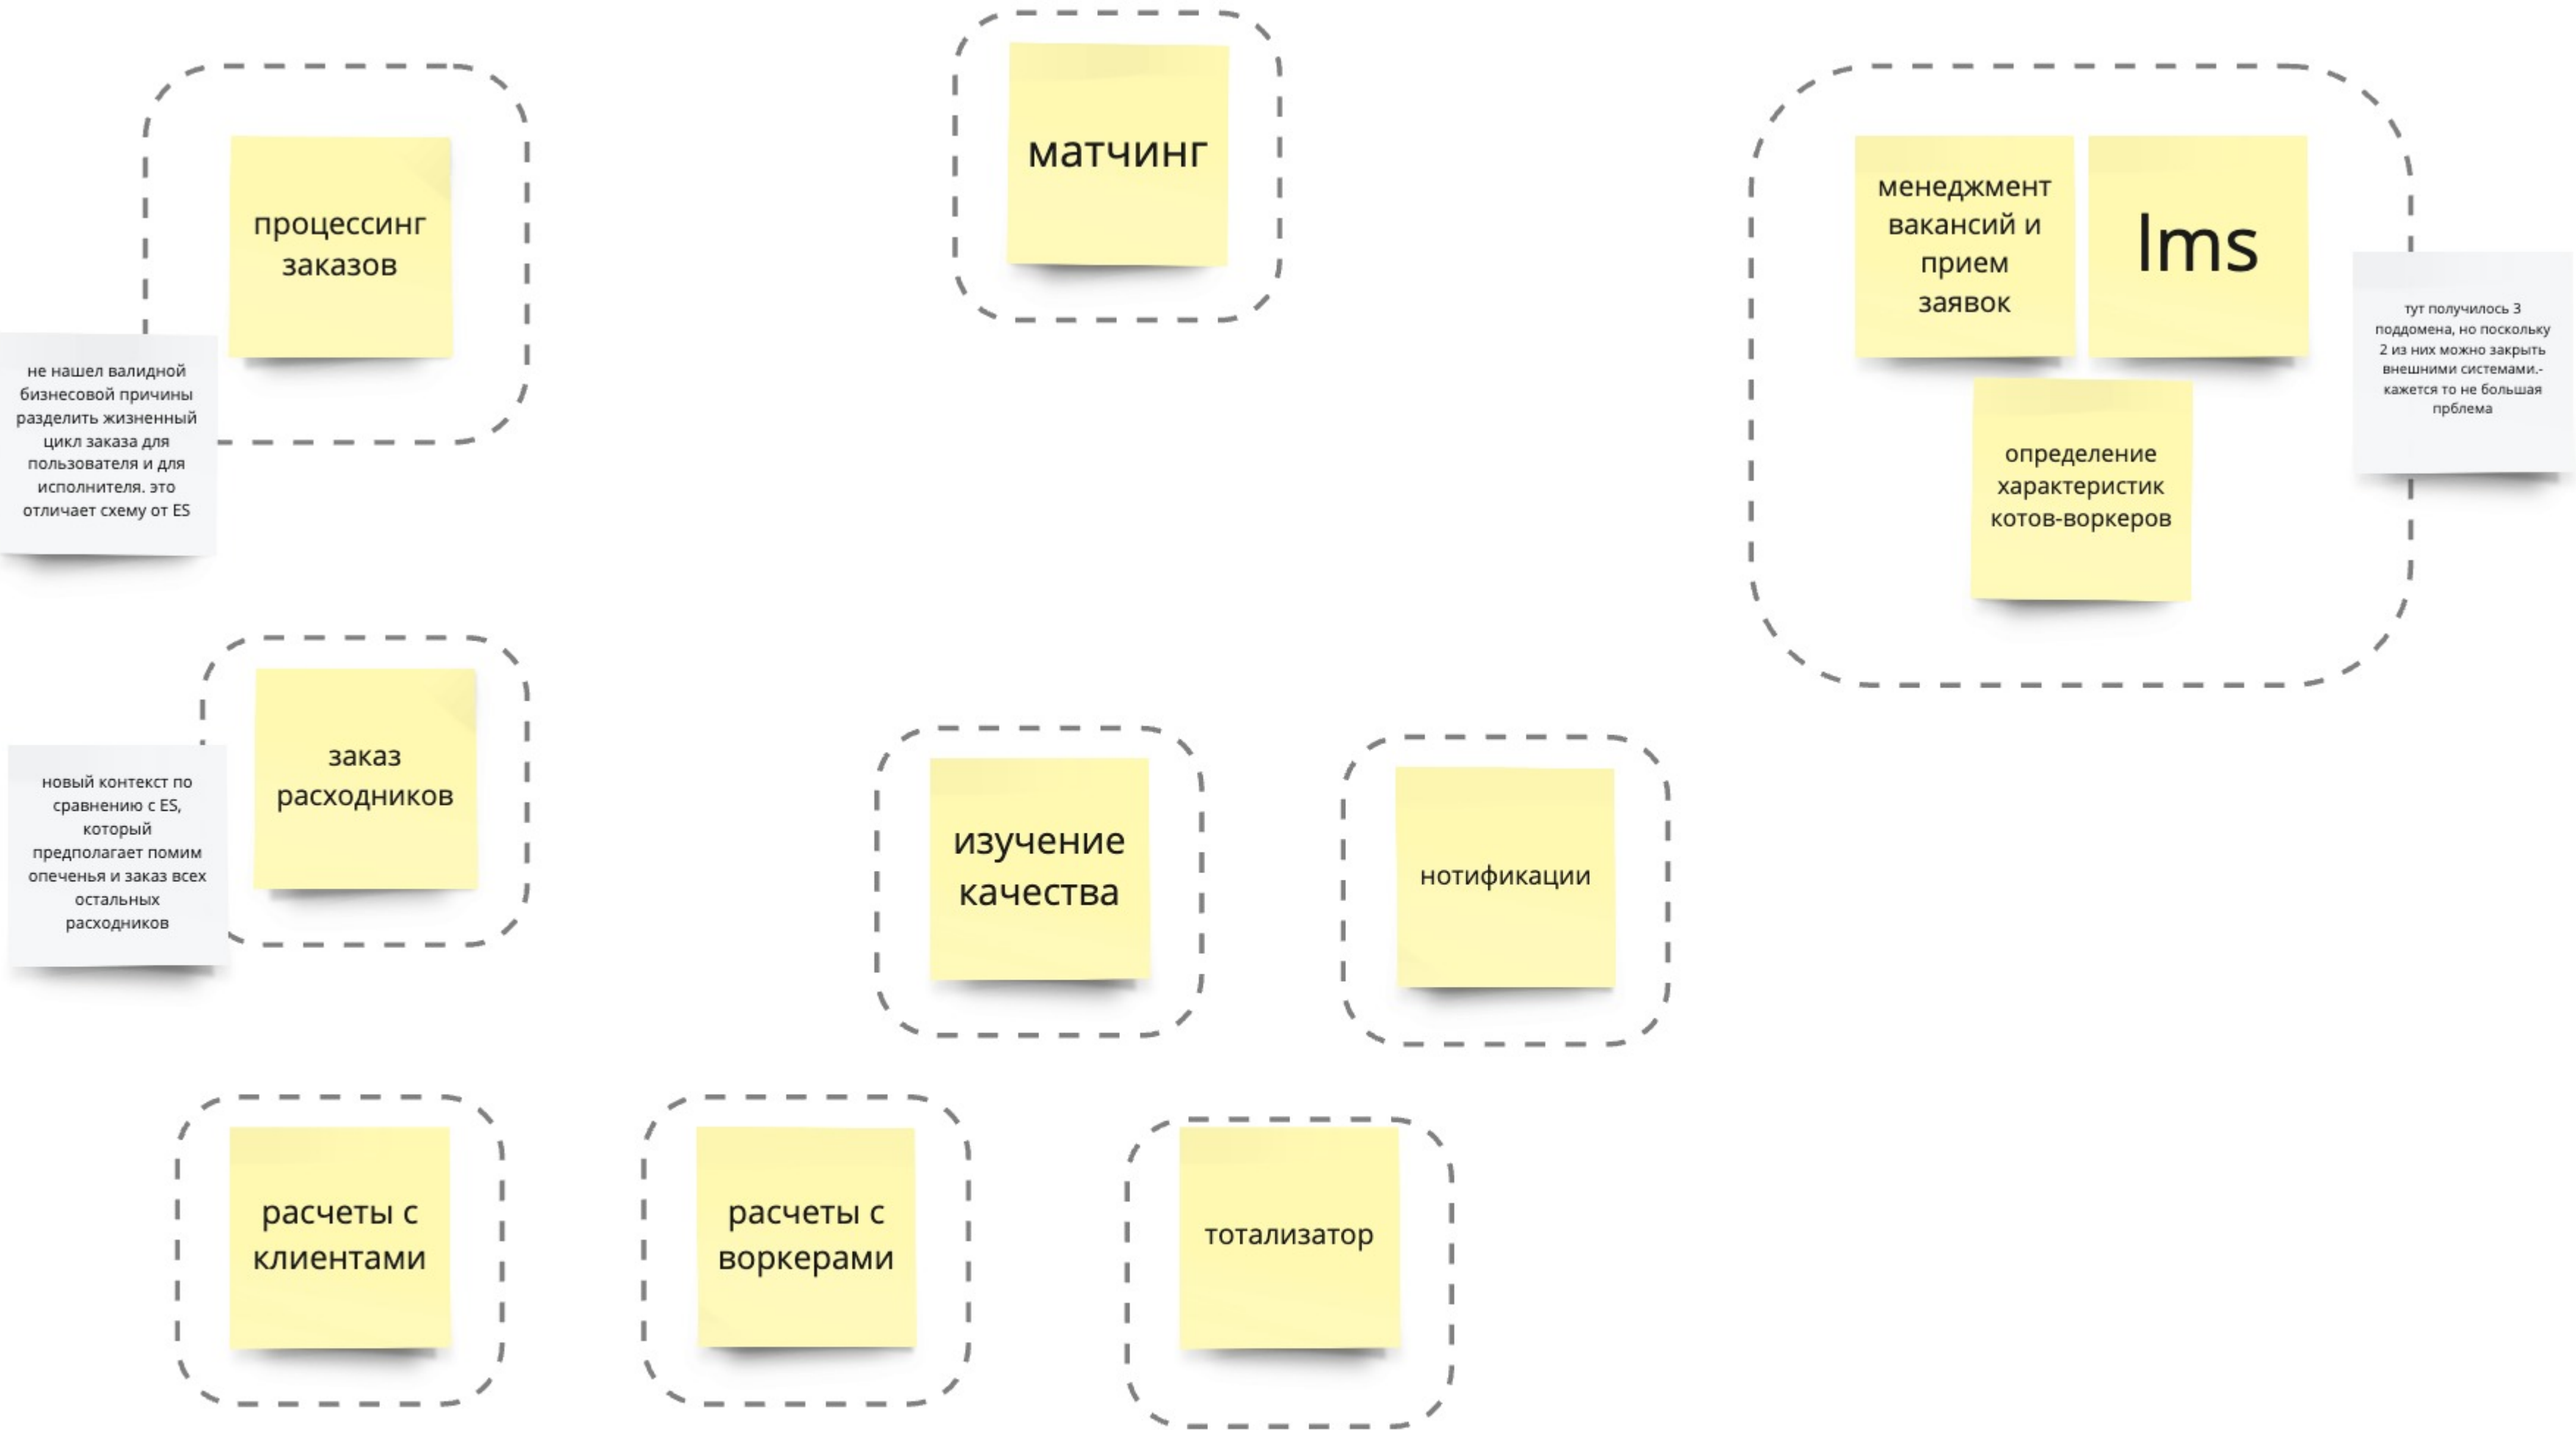 матчинг
процессинг
заказов
менеджмент
вакансий и
прием
заявок
lms
тут получилось 3
поддомена, но поскольку
2 из них можно закрыть
внешними системами.-
кажется то не большая
прблема
не нашел валидной
бизнесовой причины
разделить жизненный
цикл заказа для
пользователя и для
исполнителя. это
отличает схему от ES
определение
характеристик
котов-воркеров
заказ
расходников
новый контекст по
сравнению с ES,
который
предполагает помим
опеченья и заказ всех
остальных
расходников
изучение
качества
нотификации
расчеты с
клиентами
расчеты с
воркерами
тотализатор